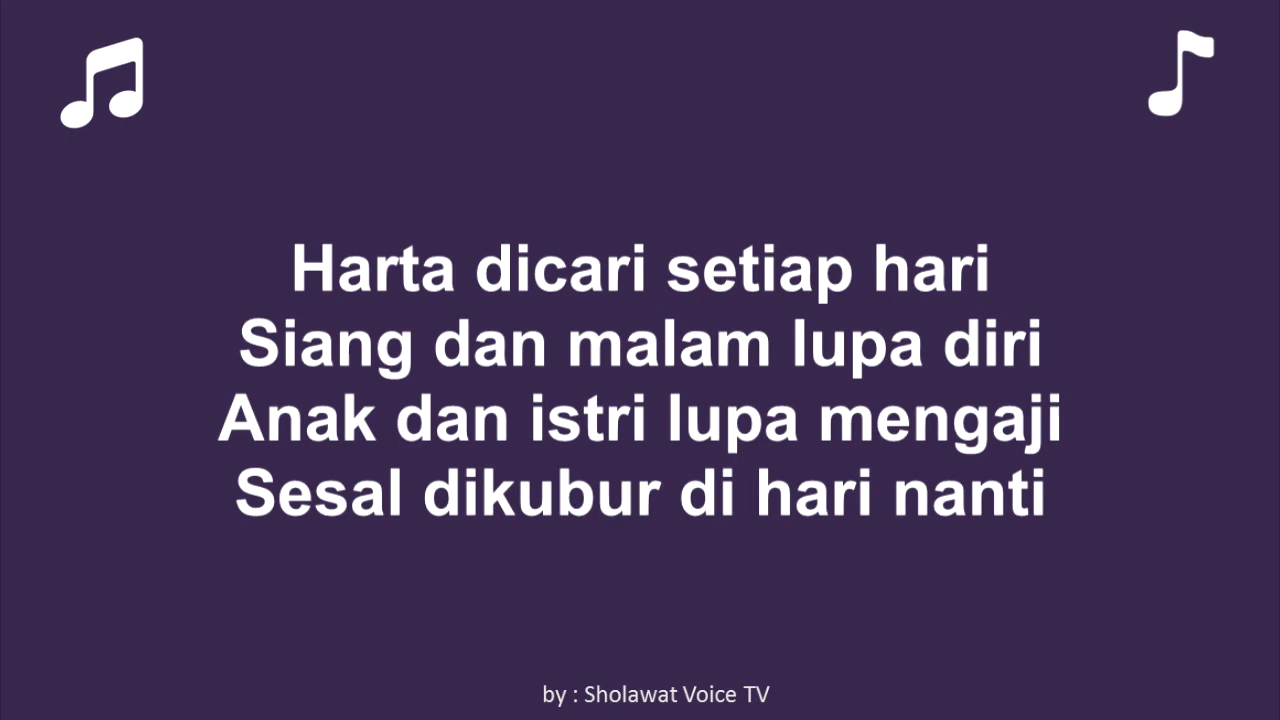 Harta dicari setiap hari
Siang dan malam lupa diri
Anak dan istri lupa mengaji
Sesal dikubur di hari nanti
by : Sholawat Voice TV